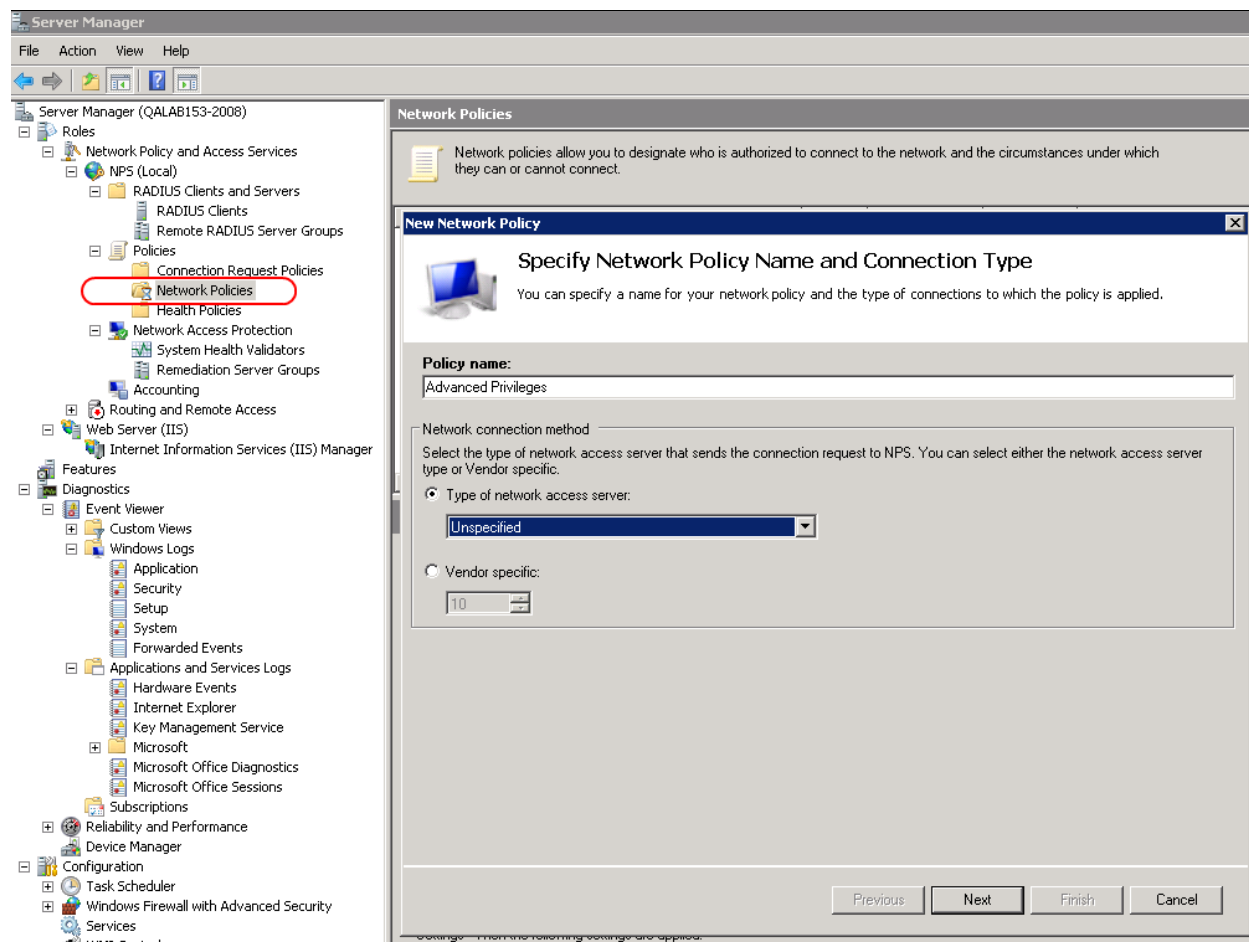 Server Manager
File Action View Help
Server Manager (QALAB153-2008)
Roles
Network Policy and Access Services
NPS (Local)
RADIUS Clients and Servers
RADIUS Clients
Remote RADIUS Server Groups
Policies
Connection Request Policies
Network Policies
Health Policies
Network Access Protection
System Health Validators
Remediation Server Groups
Accounting
Routing and Remote Access
Web Server (IIS)
Internet Information Services (IIS) Manager
Features
Diagnostics
Event Viewer
Custom Views
Windows Logs
Application
Security
Setup
System
Forwarded Events
Applications and Services Logs
Hardware Events
Internet Explorer
Key Management Service
Microsoft
Microsoft Office Diagnostics
Microsoft Office Sessions
Subscriptions
Reliability and Performance
Device Manager
Configuration
Task Scheduler
Windows Firewall with Advanced Security
Services
Network Policies
Network policies allow you to designate who is authorized to connect to the network and the circumstances under which
they can or cannot connect.
New Network Policy
Specify Network Policy Name and Connection Type
You can specify a name for your network policy and the type of connections to which the policy is applied.
Policy name:
Advanced Privileges
Network connection method
Select the type of network access server that sends the connection request to NPS. You can select either the network access server
type or Vendor specific.
Type of network access server:
Unspecified
Vendor specific:
10
Previous Next Finish Cancel